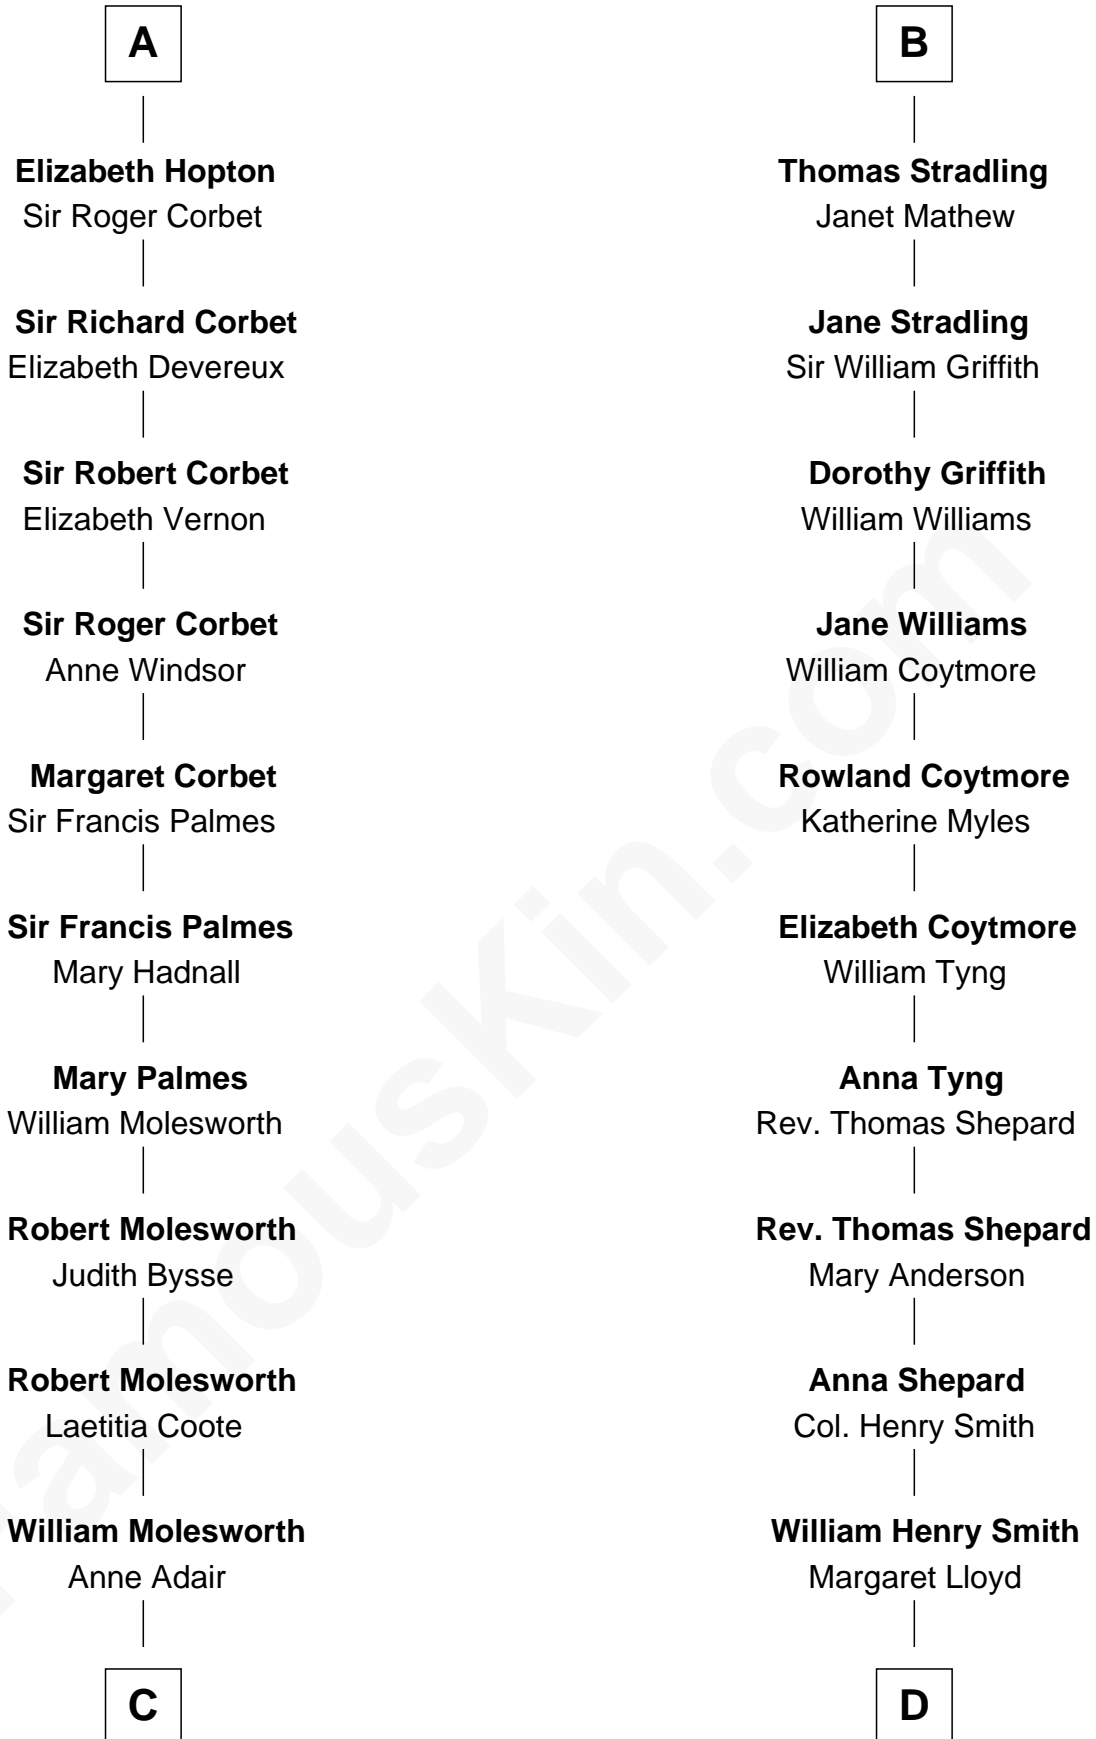 A
Elizabeth Hopton
Sir Roger Corbet
Sir Richard Corbet
Elizabeth Devereux
Sir Robert Corbet
Elizabeth Vernon
Sir Roger Corbet
Anne Windsor
Margaret Corbet
Sir Francis Palmes
Sir Francis Palmes
Mary Hadnall
Mary Palmes
William Molesworth
Robert Molesworth
Judith Bysse
Robert Molesworth
Laetitia Coote
William Molesworth
Anne Adair
C
B
Thomas Stradling
Janet Mathew
Jane Stradling
Sir William Griffith
Dorothy Griffith
William Williams
Jane Williams
William Coytmore
Rowland Coytmore
Katherine Myles
Elizabeth Coytmore
William Tyng
Anna Tyng
Rev. Thomas Shepard
Rev. Thomas Shepard
Mary Anderson
Anna Shepard
Col. Henry Smith
William Henry Smith
Margaret Lloyd
D
FamousKin.com